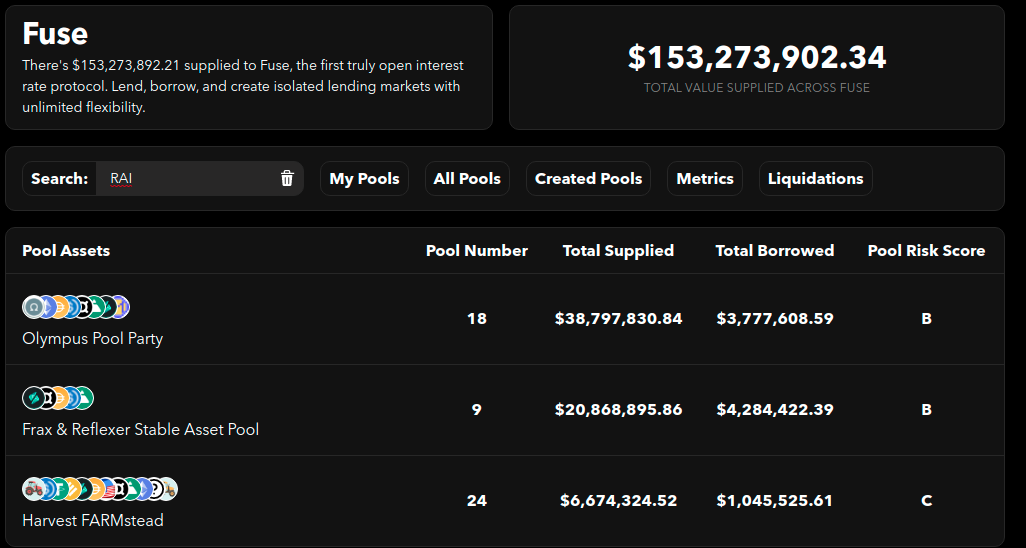 Fuse
There's $153,273,892.21 supplied to Fuse, the first truly open interest
rate protocol. Lend, borrow, and create isolated lending markets with
unlimited flexibility.
$153,273,902.34
TOTAL VALUE SUPPLIED ACROSS FUSE
Search: RAI My Pools All Pools Created Pools Metrics Liquidations
Pool Assets Pool Number Total Supplied Total Borrowed Pool Risk Score
Olympus Pool Party 18 $38,797,830.84 $3,777,608.59 B
Frax & Reflexer Stable Asset Pool 9 $20,868,895.86 $4,284,422.39 B
Harvest FARMstead 24 $6,674,324.52 $1,045,525.61 C